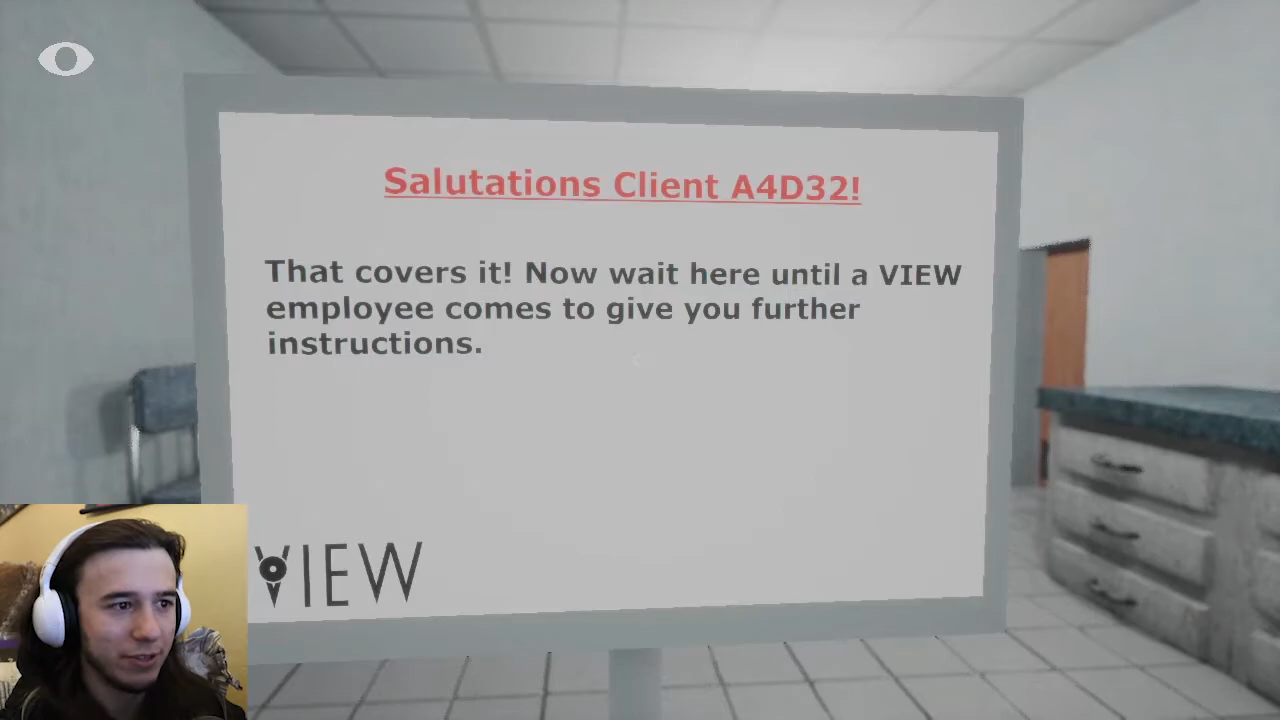 Salutations Client A4D32!
That covers it! Now wait here until a VIEW
employee comes to give you further
instructions.
VIEW